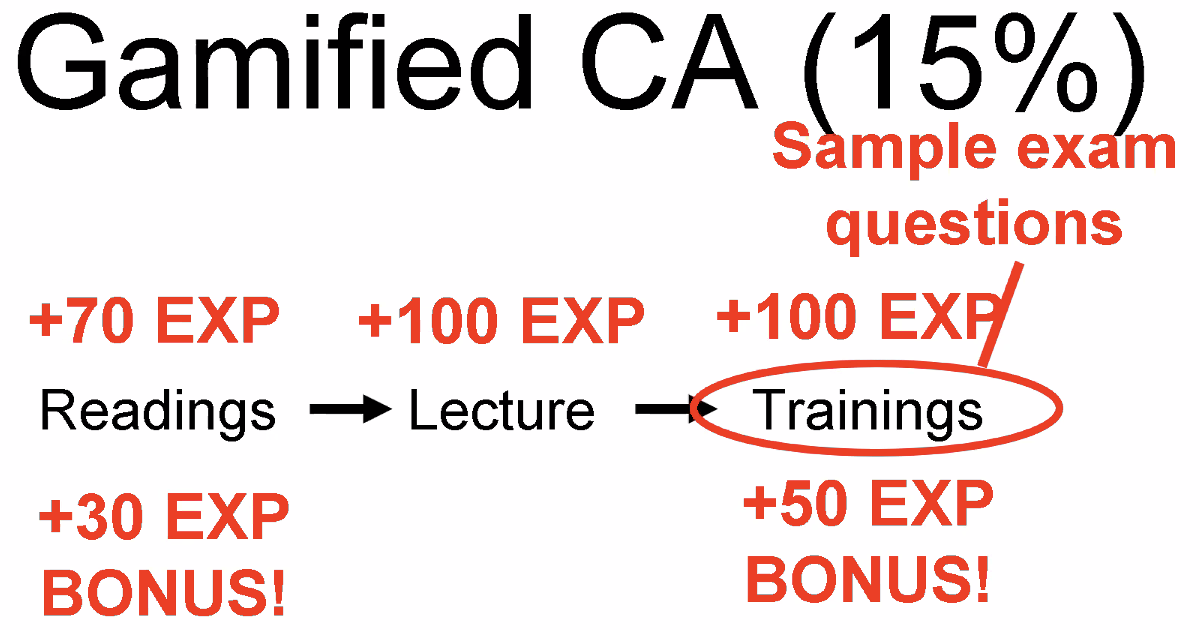 Gamified CA (15%)
Sample exam
questions
+70 EXP
+100 EXP
+100 EXP
Readings
Lecture
Trainings
+30 EXP
BONUS!
+50 EXP
BONUS!